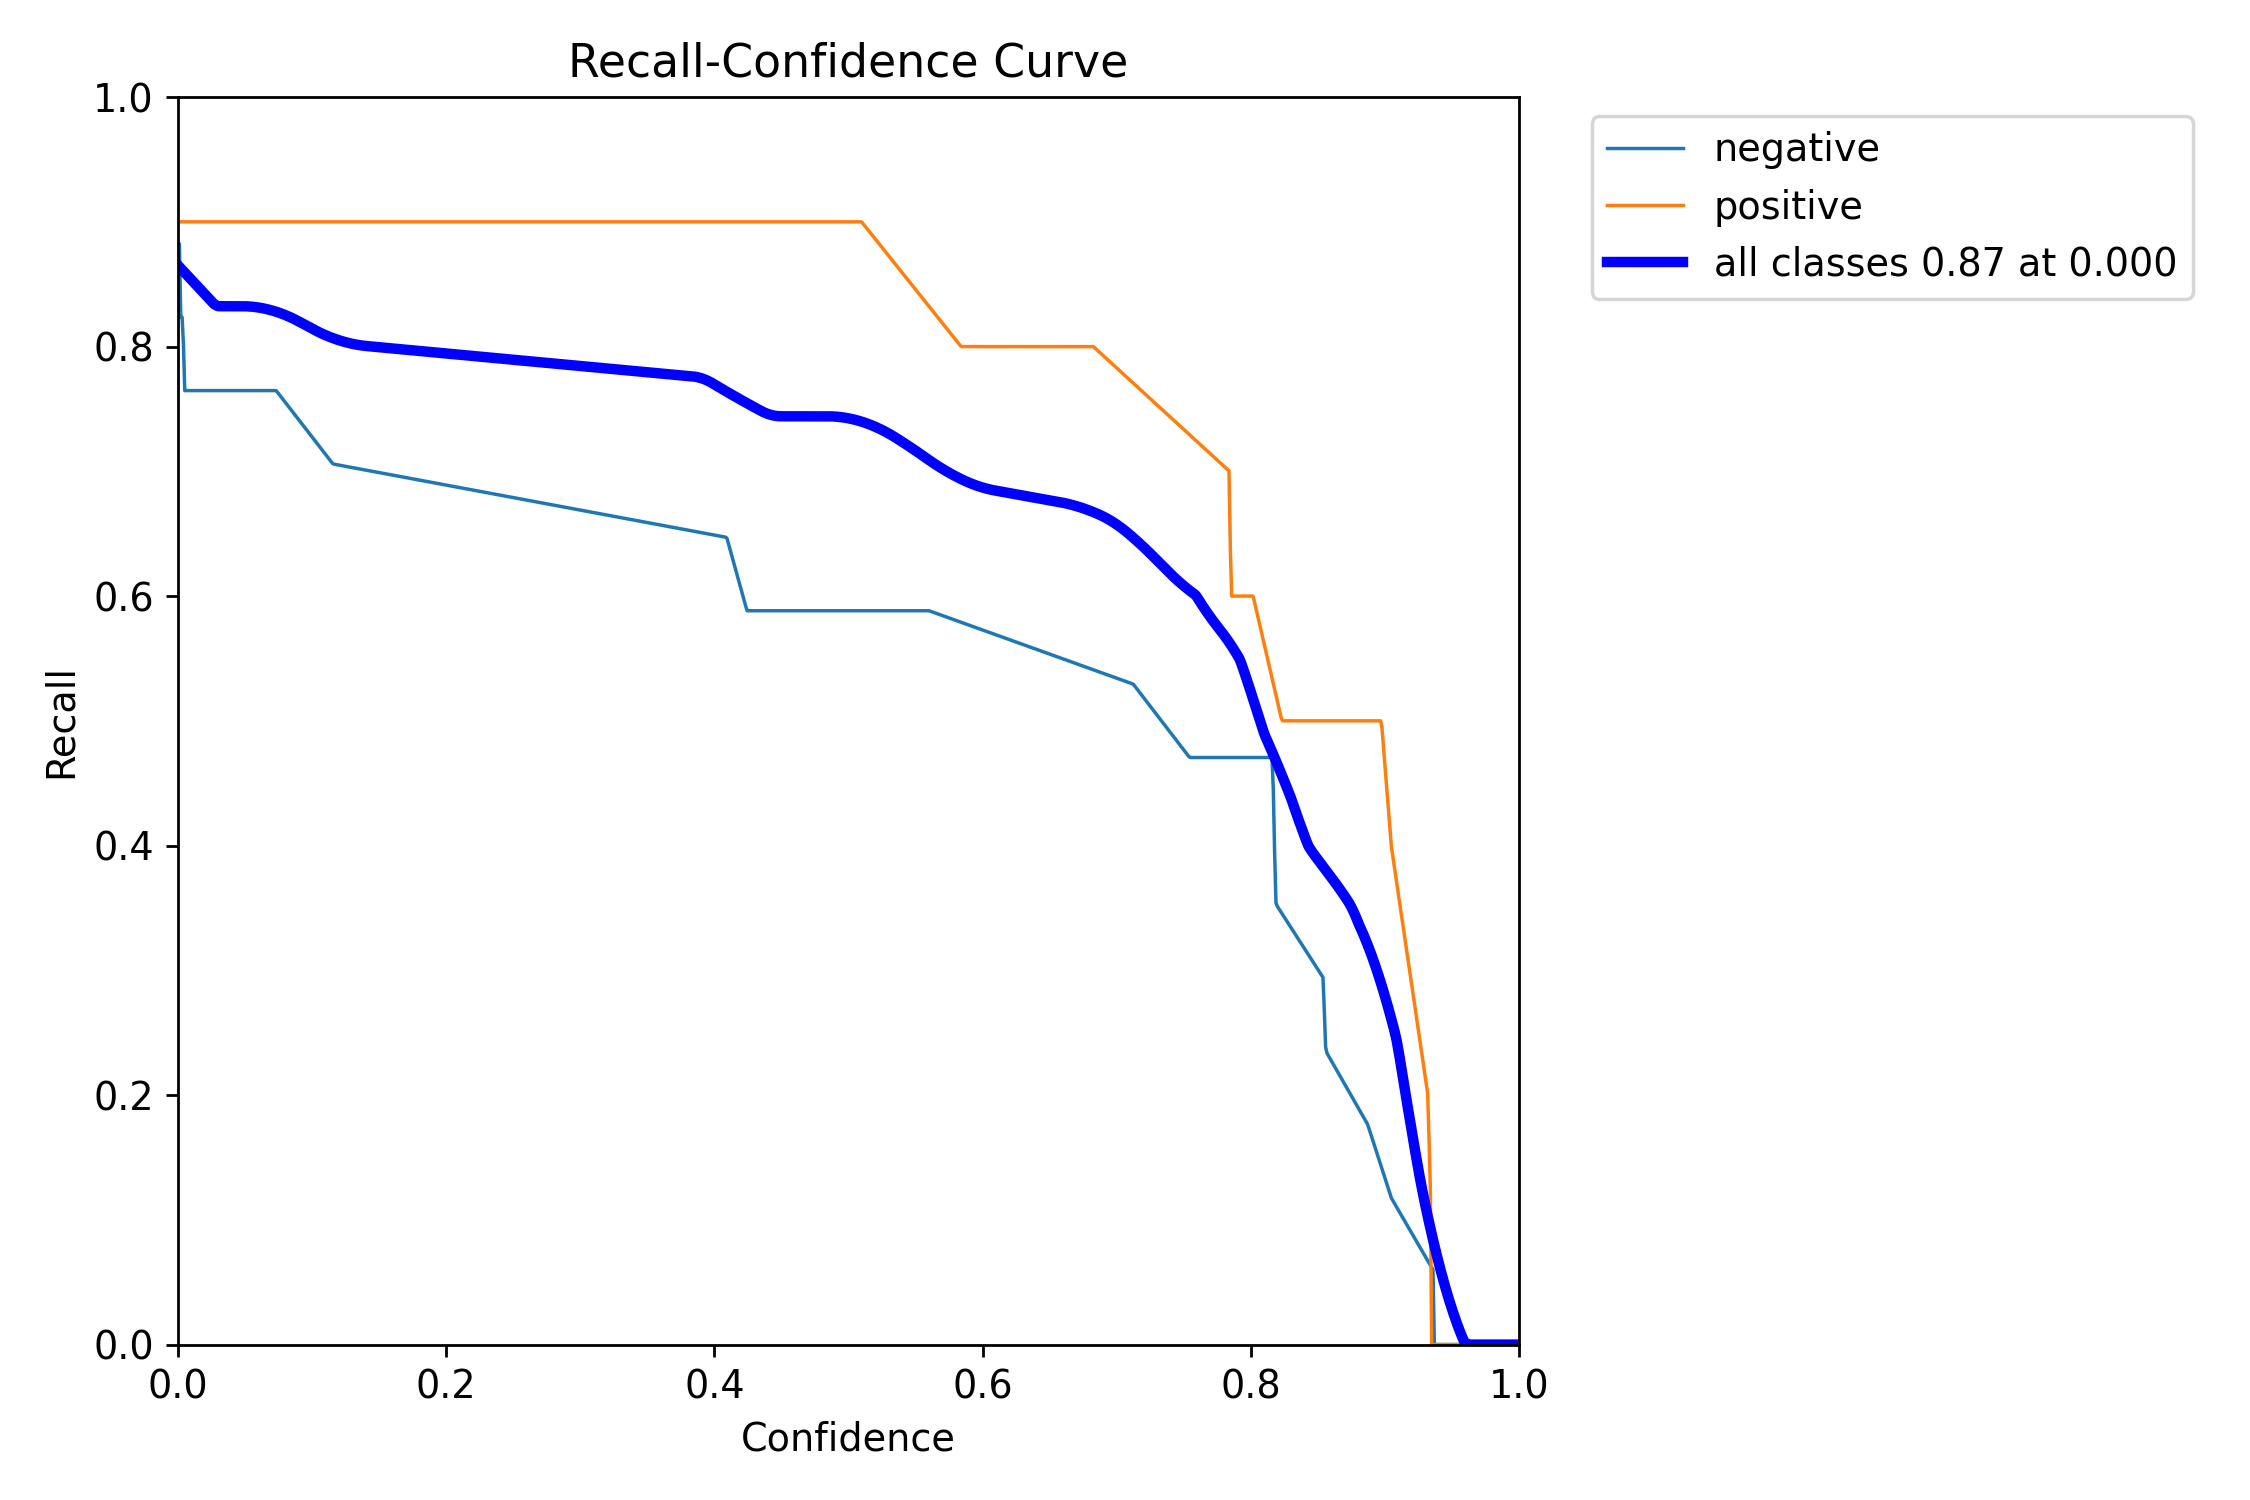 Recall-Confidence Curve
1.0
0.8
0.6
0.4
0.2
0.0
Recall
0.0 0.2 0.4 0.6 0.8 1.0
Confidence
negative
positive
all classes 0.87 at 0.000